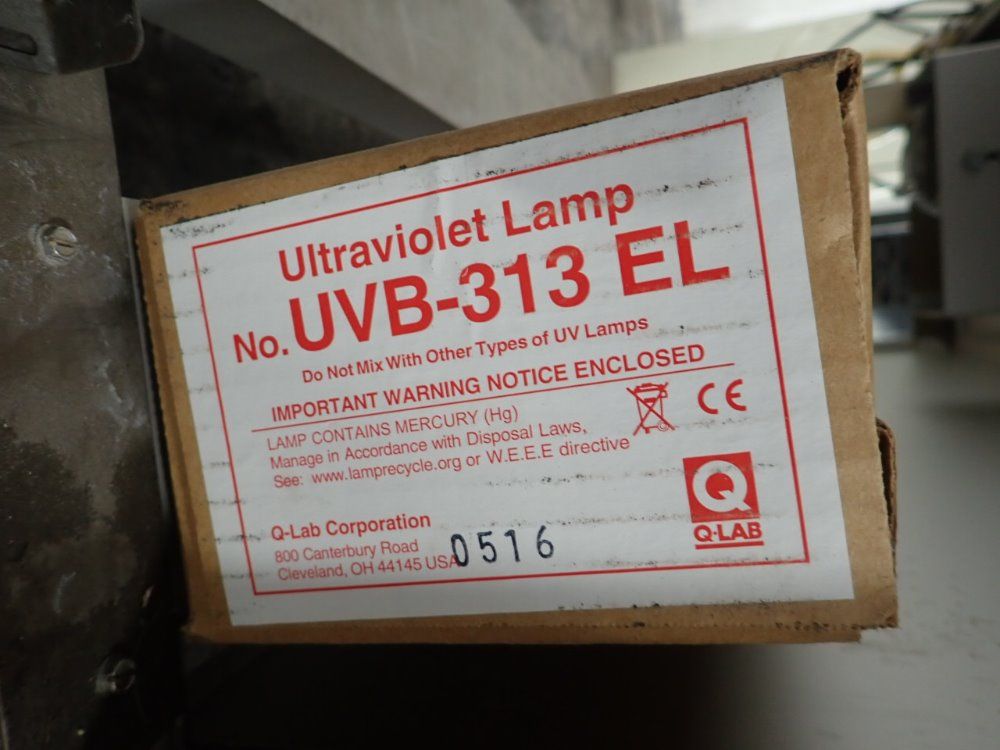 Ultraviolet Lamp
No. UVB-313 EL
Do Not Mix With Other Types of UV Lamps
IMPORTANT WARNING NOTICE ENCLOSED
LAMP CONTAINS MERCURY (Hg)
Manage in Accordance with Disposal Laws,
See: www.lamprecycle.org or W.E.E.E directive
CE
Q
Q-LAB
Q-Lab Corporation
800 Canterbury Road
Cleveland, OH 44145 USA
0516